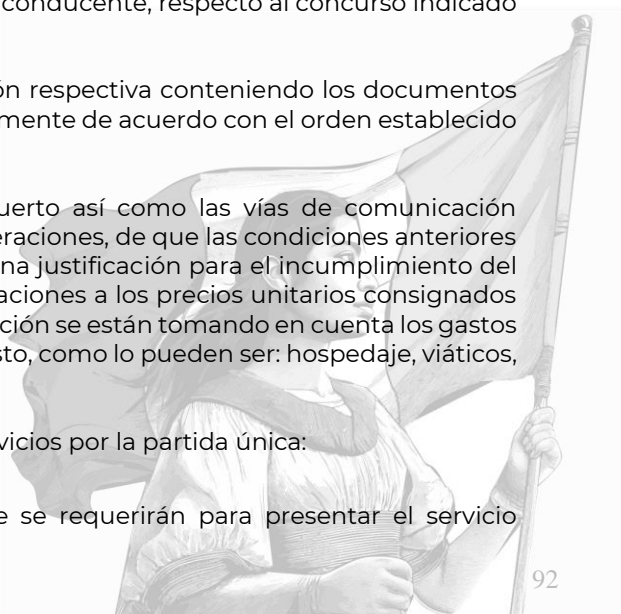 conducente, respecto al concurso indicado
ón respectiva conteniendo los documentos
mente de acuerdo con el orden establecido
uerto así como las vías de comunicación
eraciones, de que las condiciones anteriores
na justificación para el incumplimiento del
aciones a los precios unitarios consignados
ción se están tomando en cuenta los gastos
sto, como lo pueden ser: hospedaje, viáticos,
vicios por la partida única:
e se requerirán para presentar el servicio
92